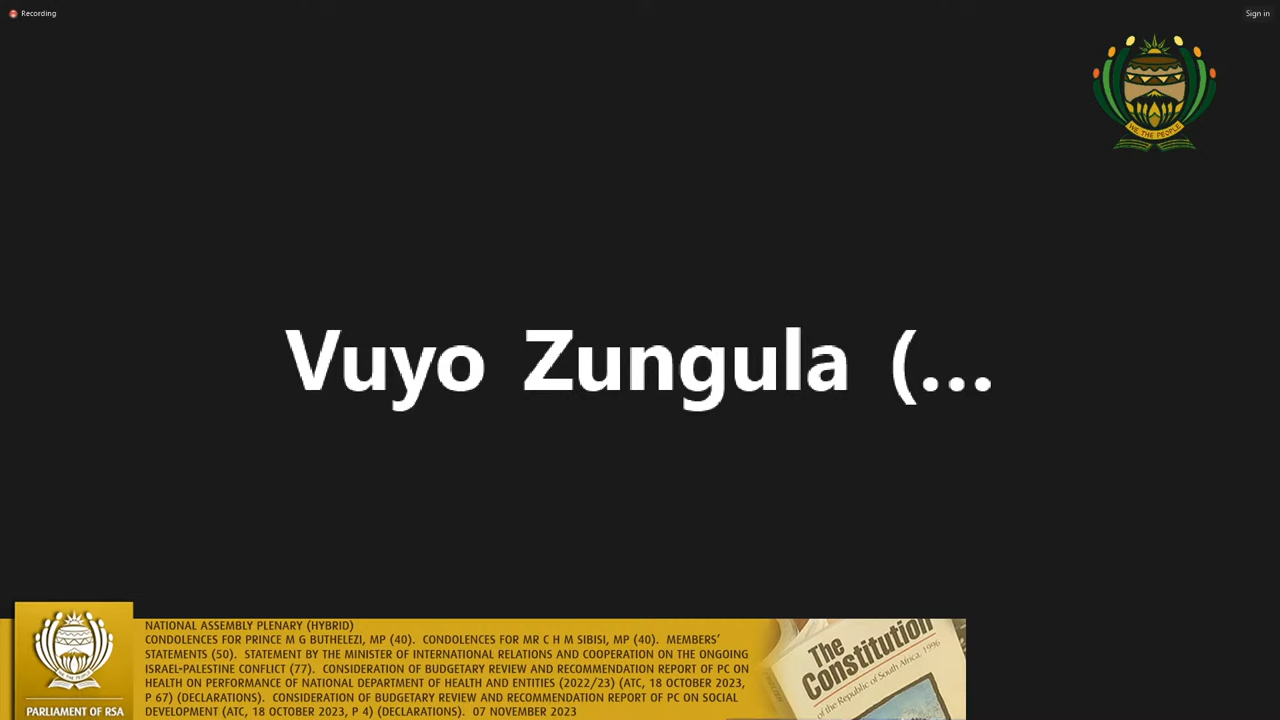 Recording
Sign in
WE THE PEOPLE
Vuyo Zungula (...
NATIONAL ASSEMBLY PLENARY (HYBRID)
CONDOLENCES FOR PRINCE M G BUTHELEZI, MP (40). CONDOLENCES FOR MR C H M SIBISI, MP (40). MEMBERS'
STATEMENTS (50). STATEMENT BY THE MINISTER OF INTERNATIONAL RELATIONS AND COOPERATION ON THE ONGOING
ISRAEL-PALESTINE CONFLICT (77). CONSIDERATION OF BUDGETARY REVIEW AND RECOMMENDATION REPORT OF PC ON
HEALTH ON PERFORMANCE OF NATIONAL DEPARTMENT OF HEALTH AND ENTITIES (2022/23) (ATC, 18 OCTOBER 2023,
P 67) (DECLARATIONS). CONSIDERATION OF BUDGETARY REVIEW AND RECOMMENDATION REPORT OF PC ON SOCIAL
DEVELOPMENT (ATC, 18 OCTOBER 2023, P 4) (DECLARATIONS). 07 NOVEMBER 2023
PARLIAMENT OF RSA
The
Constitution
of the Republic of South Africa, 1996